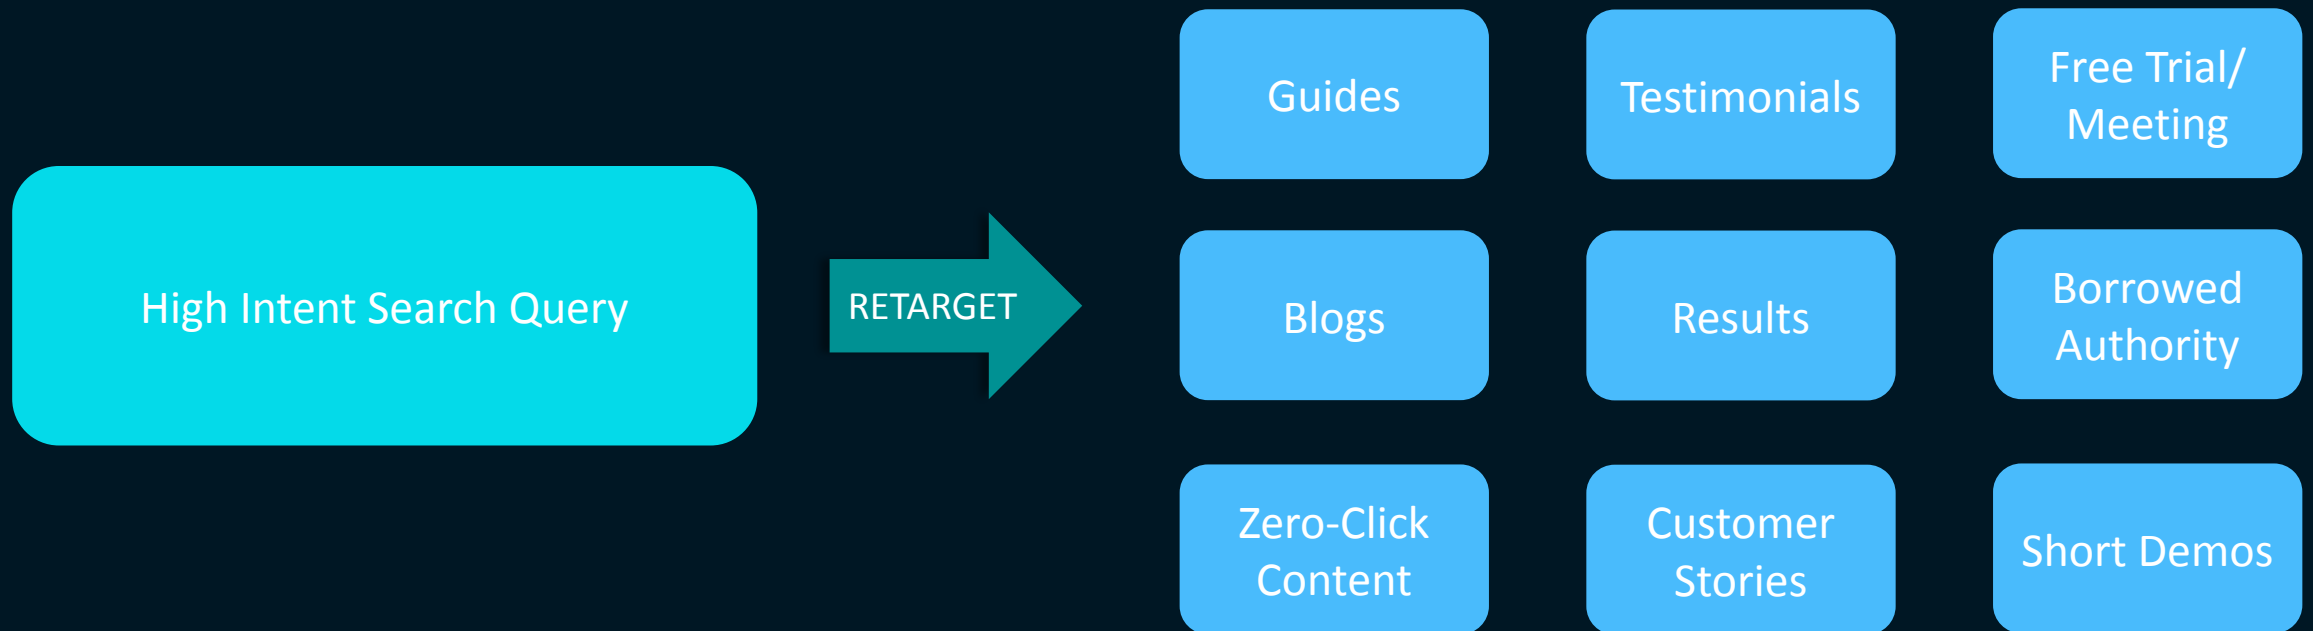 High Intent Search Query
RETARGET
Guides
Testimonials
Free Trial/
Meeting
Blogs
Results
Borrowed
Authority
Zero-Click
Content
Customer
Stories
Short Demos